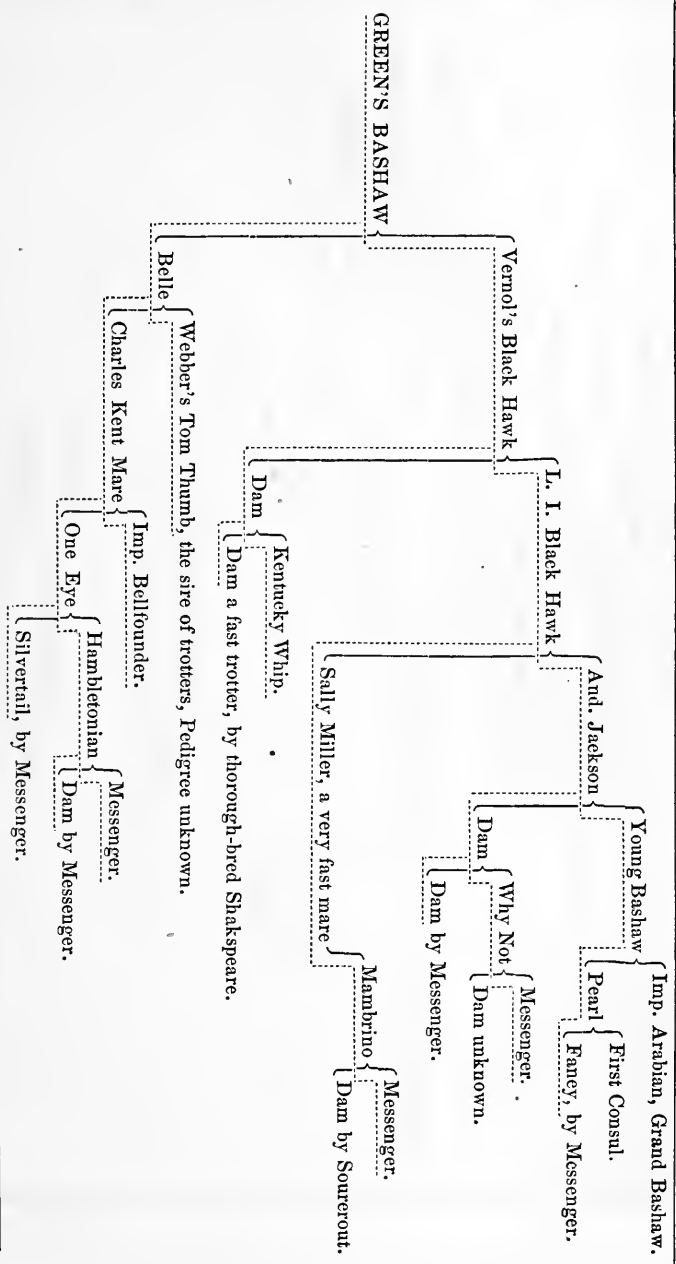 GREEN'S BASHAW
Vernol's Black Hawk
L. I. Black Hawk
And. Jackson
Young Bashaw
Imp. Arabian, Grand Bashaw.
Pearl
First Consul.
Faney, by Messenger.
Dam
Why Not
Messenger.
Dam unknown.
Dam by Messenger.
Sally Miller, a very fast mare
Mambrino
Messenger.
Dam by Sourerout.
Dam
Kentucky Whip.
Dam a fast trotter, by thorough-bred Shakspeare.
Belle
Webber's Tom Thumb, the sire of trotters, Pedigree unknown.
Charles Kent Mare
Imp. Bellfounder.
One Eye
Hambletonian
Messenger.
Dam by Messenger.
Silvertail, by Messenger.